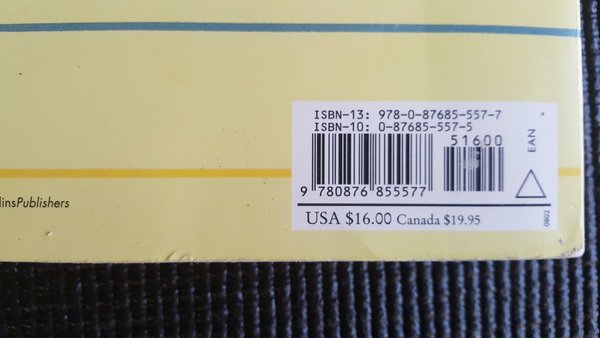 ISBN-13: 978-0-87685-557-7
ISBN-10: 0-87685-557-5
51600
9 780876 855577
EAN
USA $16.00 Canada $19.95
0802
linsPublishers